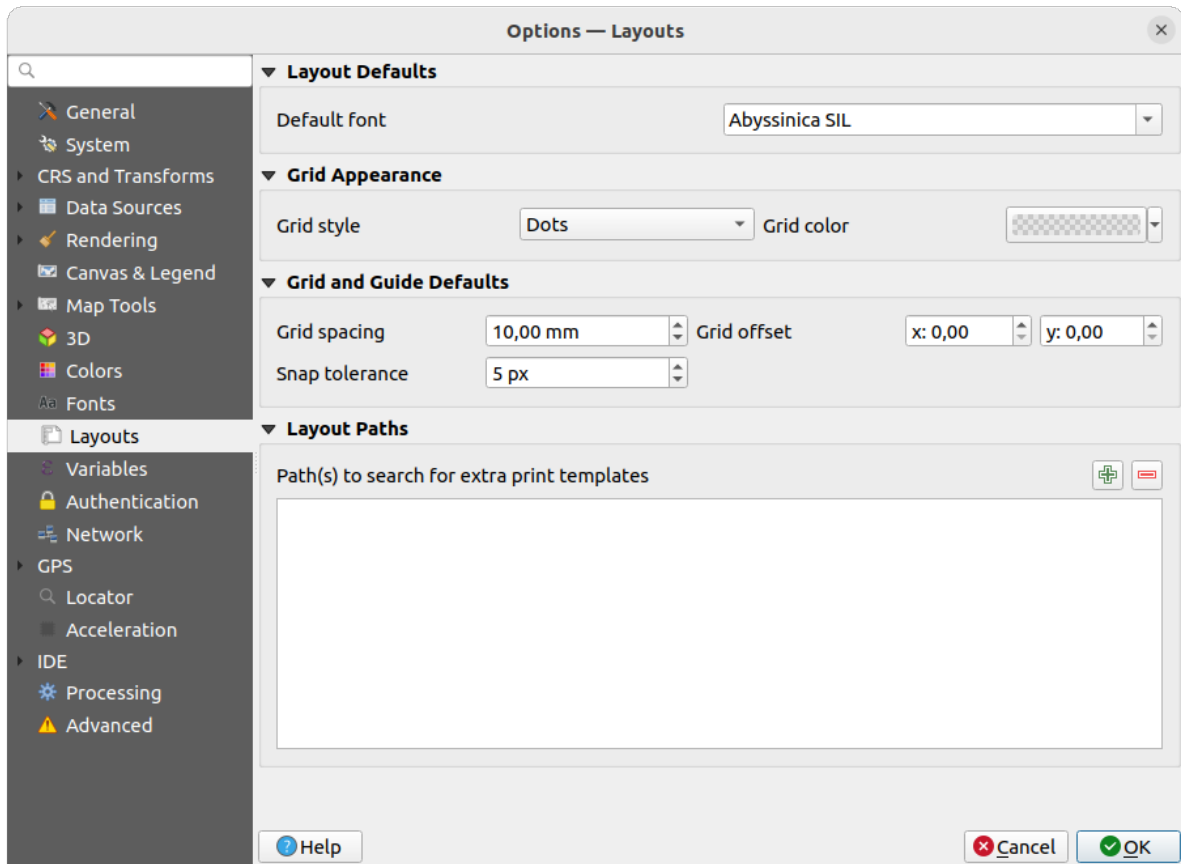 Options — Layouts
General
System
CRS and Transforms
Data Sources
Rendering
Canvas & Legend
Map Tools
3D
Colors
Aa Fonts
Layouts
Variables
Authentication
Network
GPS
Locator
Acceleration
IDE
Processing
Advanced
Layout Defaults
Default font Abyssinica SIL
Grid Appearance
Grid style Dots Grid color
Grid and Guide Defaults
Grid spacing 10,00 mm Grid offset x: 0,00 y: 0,00
Snap tolerance 5 px
Layout Paths
Path(s) to search for extra print templates
Help Cancel OK